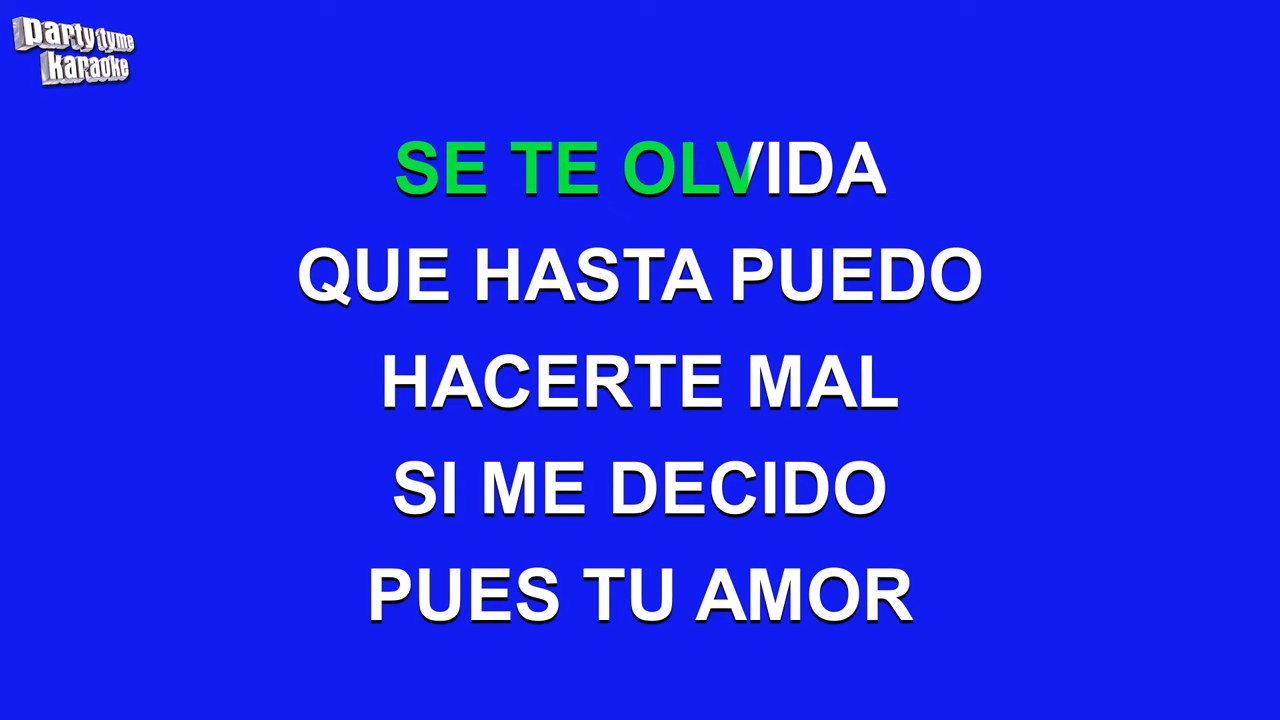 party tyme
karaoke
SE TE OLVIDA
QUE HASTA PUEDO
HACERTE MAL
SI ME DECIDO
PUES TU AMOR